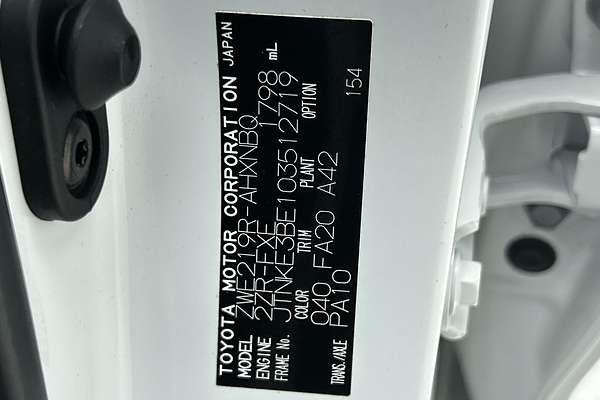 TOYOTA MOTOR CORPORATION JAPAN
MODEL ZWE219R-AHXNBQ
ENGINE 2ZR-FXE 1798 mL
FRAME No. JTNKE3BE103512719
COLOR TRIM PLANT OPTION
040 FA20 A42
TRANS./AXLE PA10 154